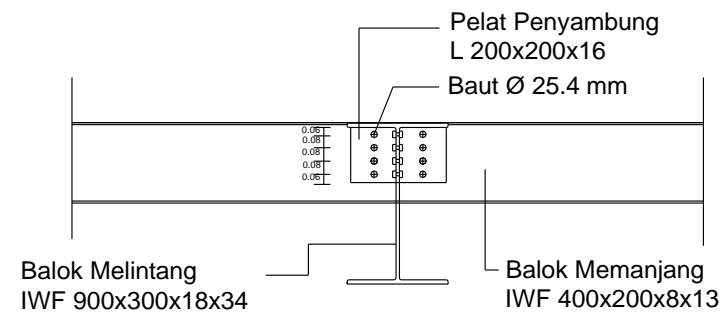 Pelat Penyambung
L 200x200x16
Baut Ø 25.4 mm
0.06
0.08
0.08
0.08
0.06
Balok Melintang
IWF 900x300x18x34
Balok Memanjang
IWF 400x200x8x13